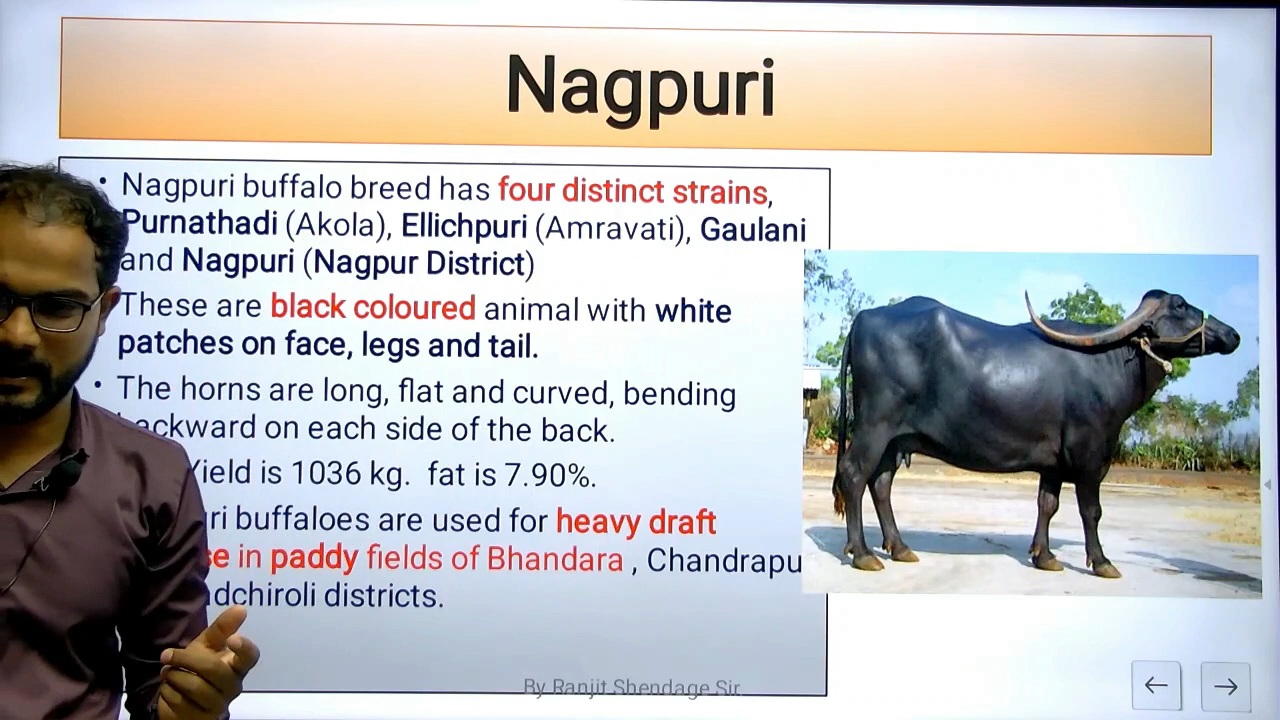 Nagpuri
• Nagpuri buffalo breed has four distinct strains,
Purnathadi (Akola), Ellichpuri (Amravati), Gaulani
and Nagpuri (Nagpur District)
These are black coloured animal with white
patches on face, legs and tail.
• The horns are long, flat and curved, bending
backward on each side of the back.
Yield is 1036 kg. fat is 7.90%.
buffaloes are used for heavy draft
in paddy fields of Bhandara , Chandrapu
districts.
By Ranjit Shendage Sir